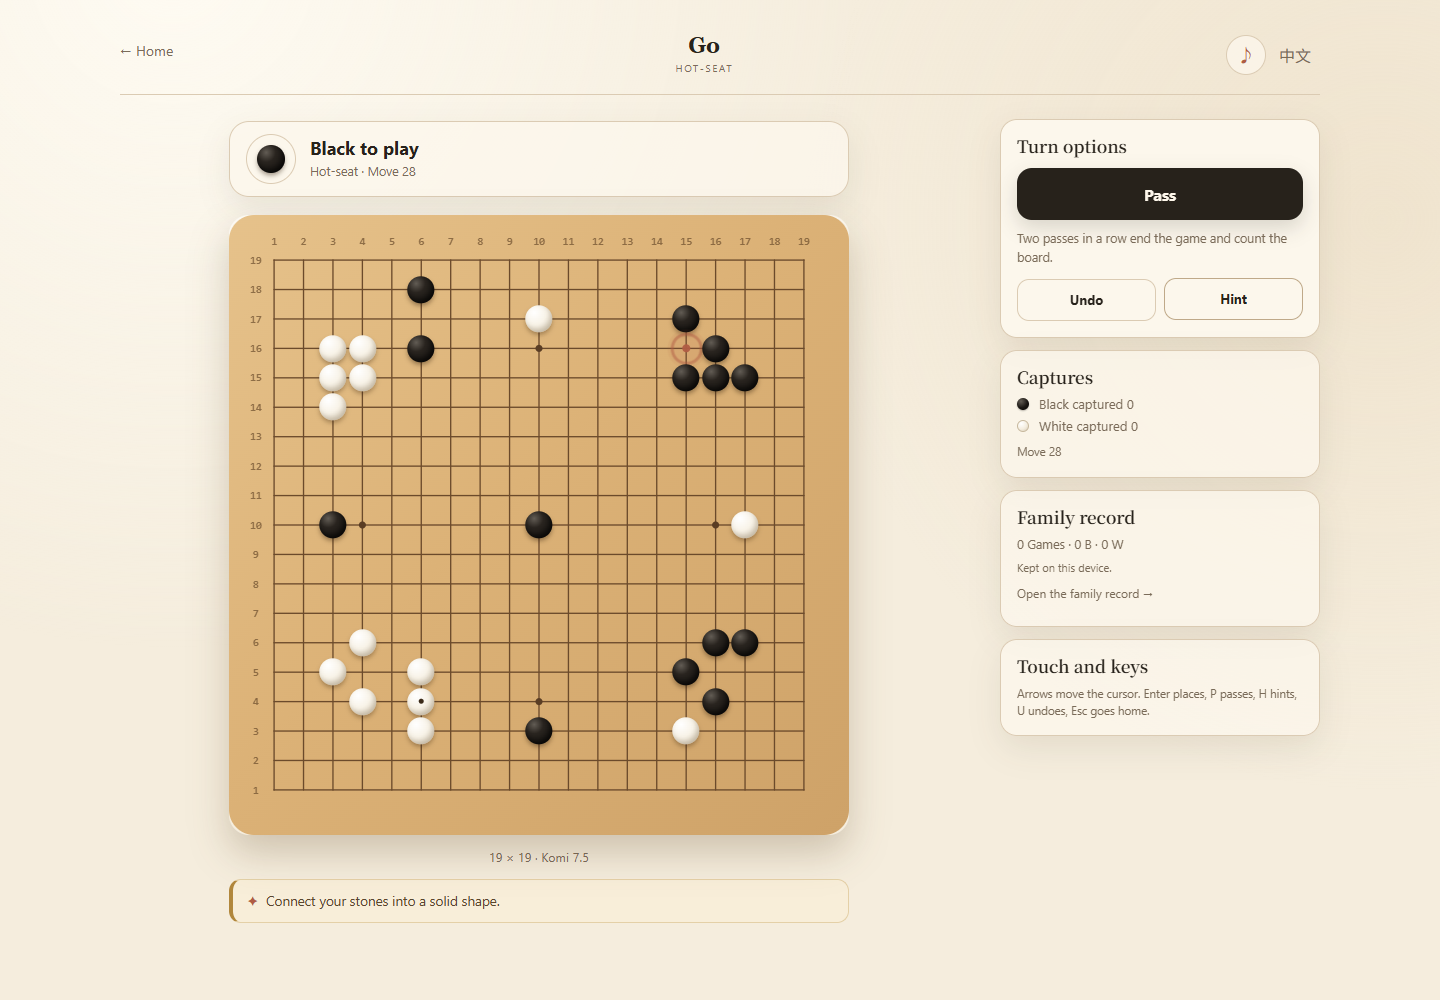 ← Home
Go
HOT-SEAT
♪
中文
Black to play
Hot-seat · Move 28
1 2 3 4 5 6 7 8 9 10 11 12 13 14 15 16 17 18 19
19
18
17
16
15
14
13
12
11
10
9
8
7
6
5
4
3
2
1
19 × 19 · Komi 7.5
✦ Connect your stones into a solid shape.
Turn options
Pass
Two passes in a row end the game and count the
board.
Undo
Hint
Captures
Black captured 0
White captured 0
Move 28
Family record
0 Games · 0 B · 0 W
Kept on this device.
Open the family record →
Touch and keys
Arrows move the cursor. Enter places, P passes, H hints,
U undoes, Esc goes home.